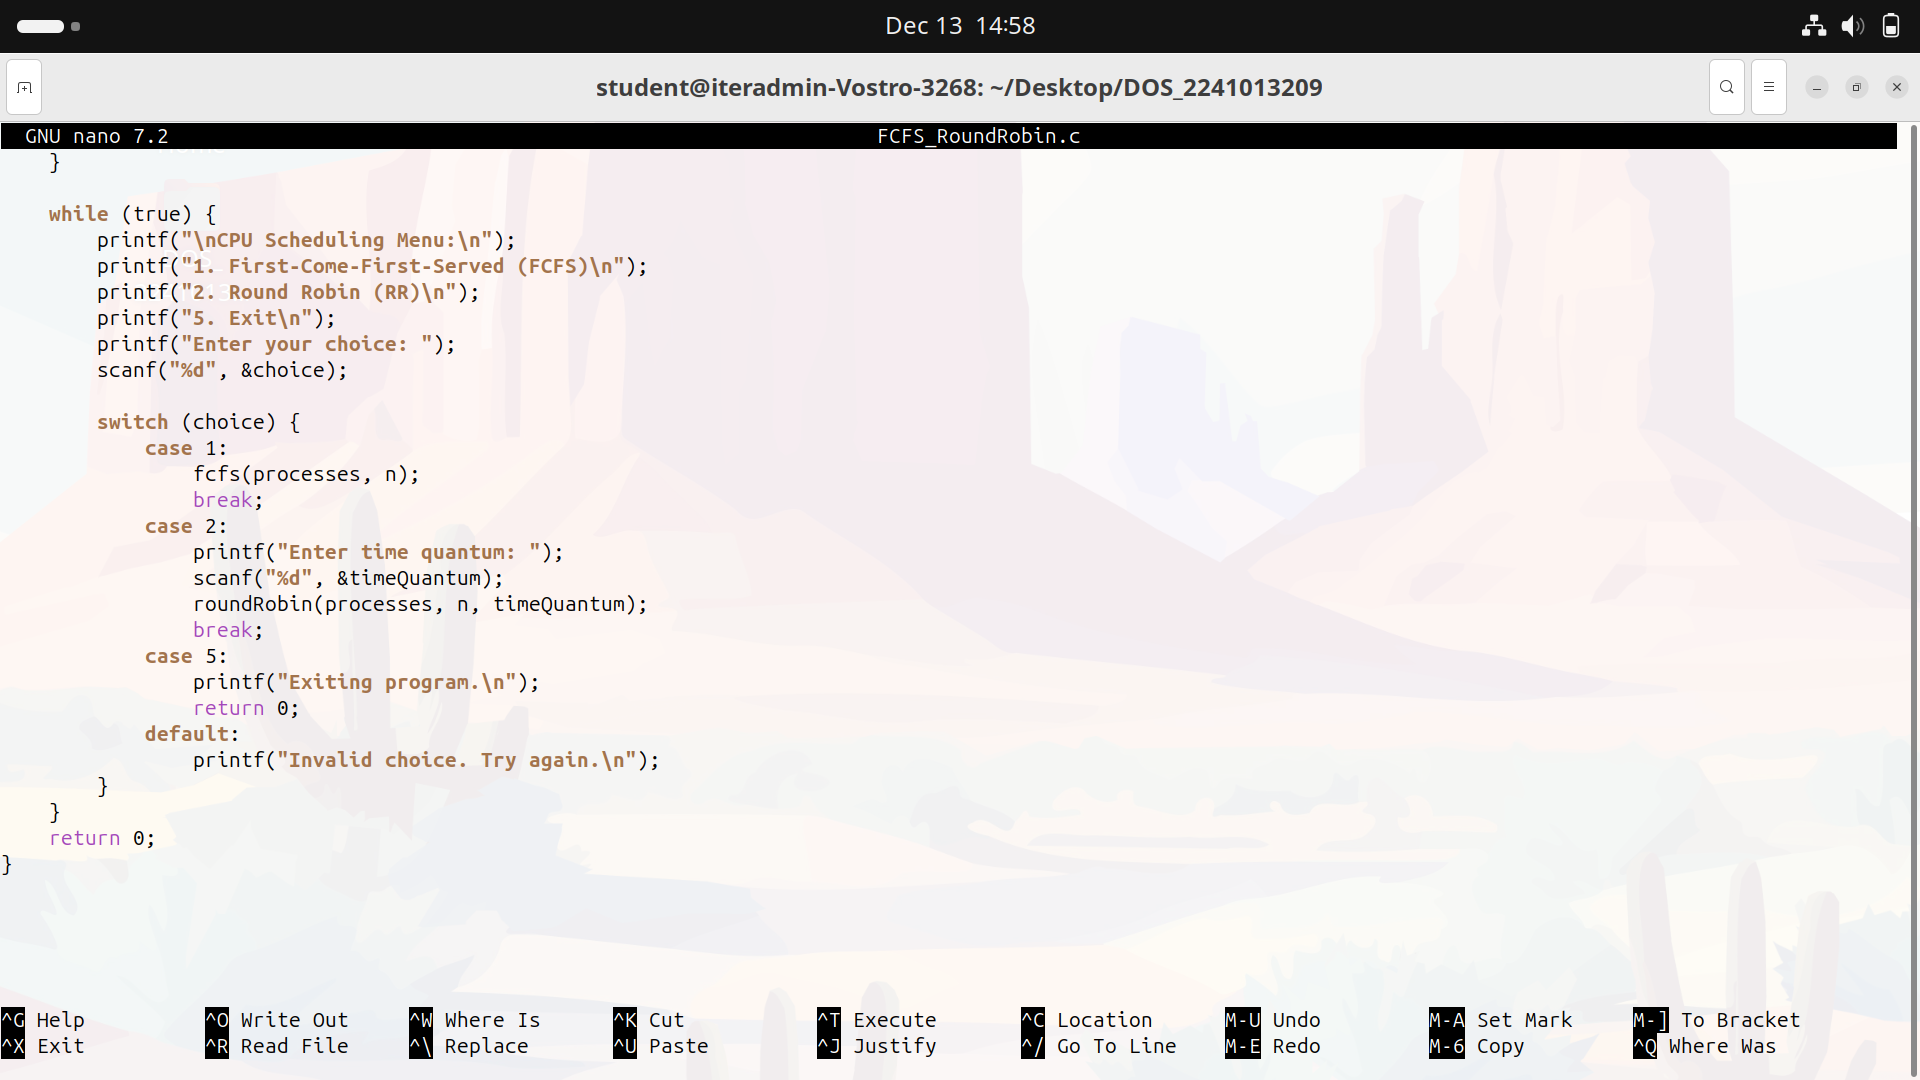 Dec 13 14:58
student@iteradmin-Vostro-3268: ~/Desktop/DOS_2241013209
GNU nano 7.2 FCFS_RoundRobin.c
    }

    while (true) {
        printf("\nCPU Scheduling Menu:\n");
        printf("1. First-Come-First-Served (FCFS)\n");
        printf("2. Round Robin (RR)\n");
        printf("5. Exit\n");
        printf("Enter your choice: ");
        scanf("%d", &choice);

        switch (choice) {
            case 1:
                fcfs(processes, n);
                break;
            case 2:
                printf("Enter time quantum: ");
                scanf("%d", &timeQuantum);
                roundRobin(processes, n, timeQuantum);
                break;
            case 5:
                printf("Exiting program.\n");
                return 0;
            default:
                printf("Invalid choice. Try again.\n");
        }
    }
    return 0;
}
^G Help ^O Write Out ^W Where Is ^K Cut ^T Execute ^C Location M-U Undo M-A Set Mark M-] To Bracket
^X Exit ^R Read File ^\ Replace ^U Paste ^J Justify ^/ Go To Line M-E Redo M-6 Copy ^Q Where Was